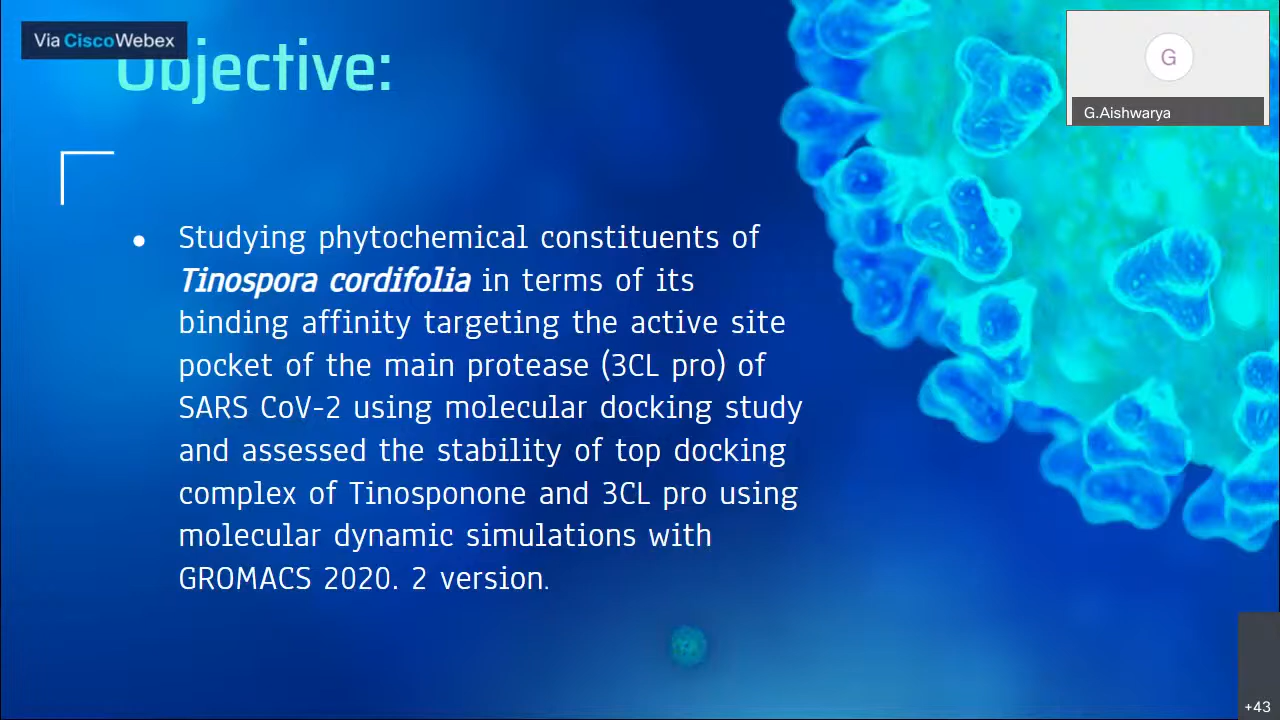 Via Cisco Webex
Objective:
G
G.Aishwarya
● Studying phytochemical constituents of
Tinospora cordifolia in terms of its
binding affinity targeting the active site
pocket of the main protease (3CL pro) of
SARS CoV-2 using molecular docking study
and assessed the stability of top docking
complex of Tinosponone and 3CL pro using
molecular dynamic simulations with
GROMACS 2020. 2 version.
+43